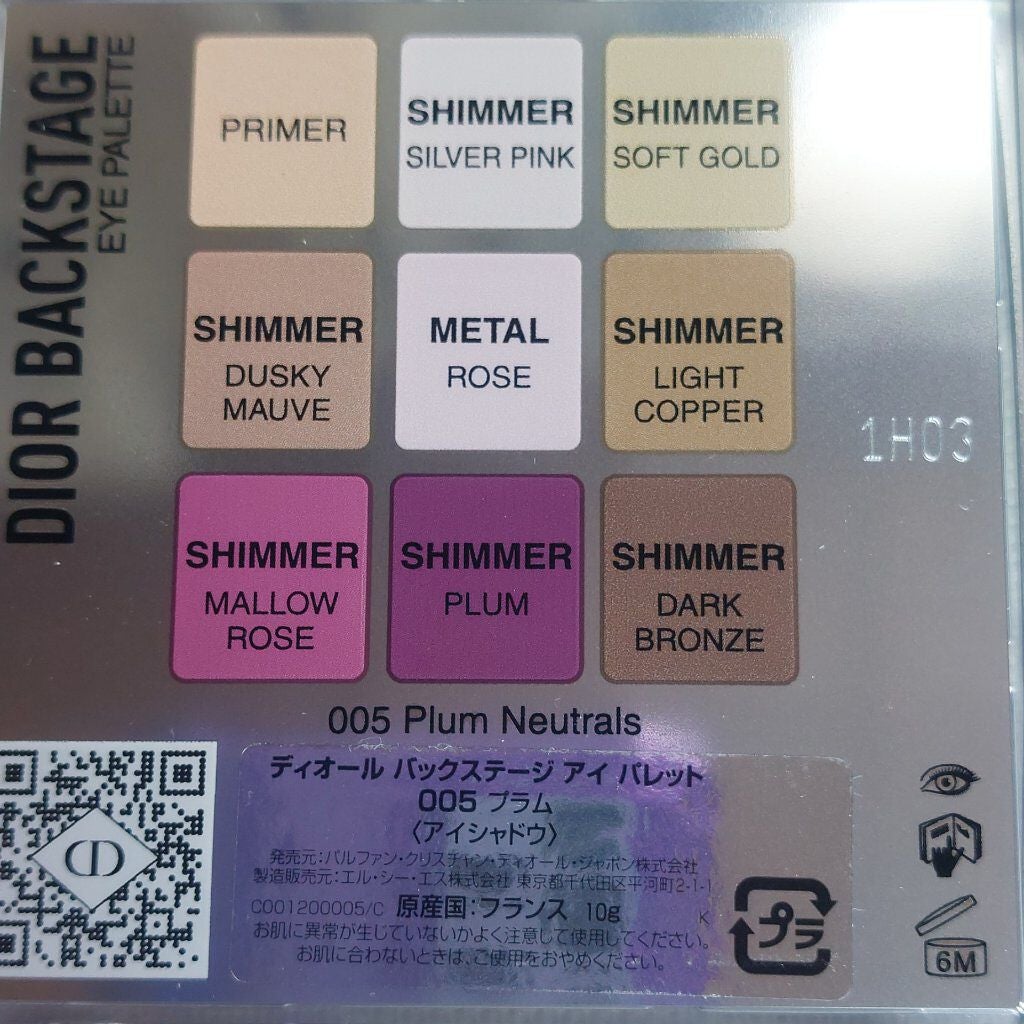 DIOR BACKSTAGE
EYE PALETTE
PRIMER
SHIMMER
SILVER PINK
SHIMMER
SOFT GOLD
SHIMMER
DUSKY
MAUVE
METAL
ROSE
SHIMMER
LIGHT
COPPER
1H03
SHIMMER
MALLOW
ROSE
SHIMMER
PLUM
SHIMMER
DARK
BRONZE
005 Plum Neutrals
ディオール バックステージ アイ パレット
005 プラム
〈アイシャドウ〉
発売元:パルファン・クリスチャン・ディオール・ジャポン株式会社
製造販売元:エル・シー・エス株式会社 東京都千代田区平河町2-1-1
C001200005/C 原産国:フランス 10g K
お肌に異常が生じていないかよく注意して使用してください。
お肌に合わないときは、ご使用をおやめください。
プラ
6M
CD